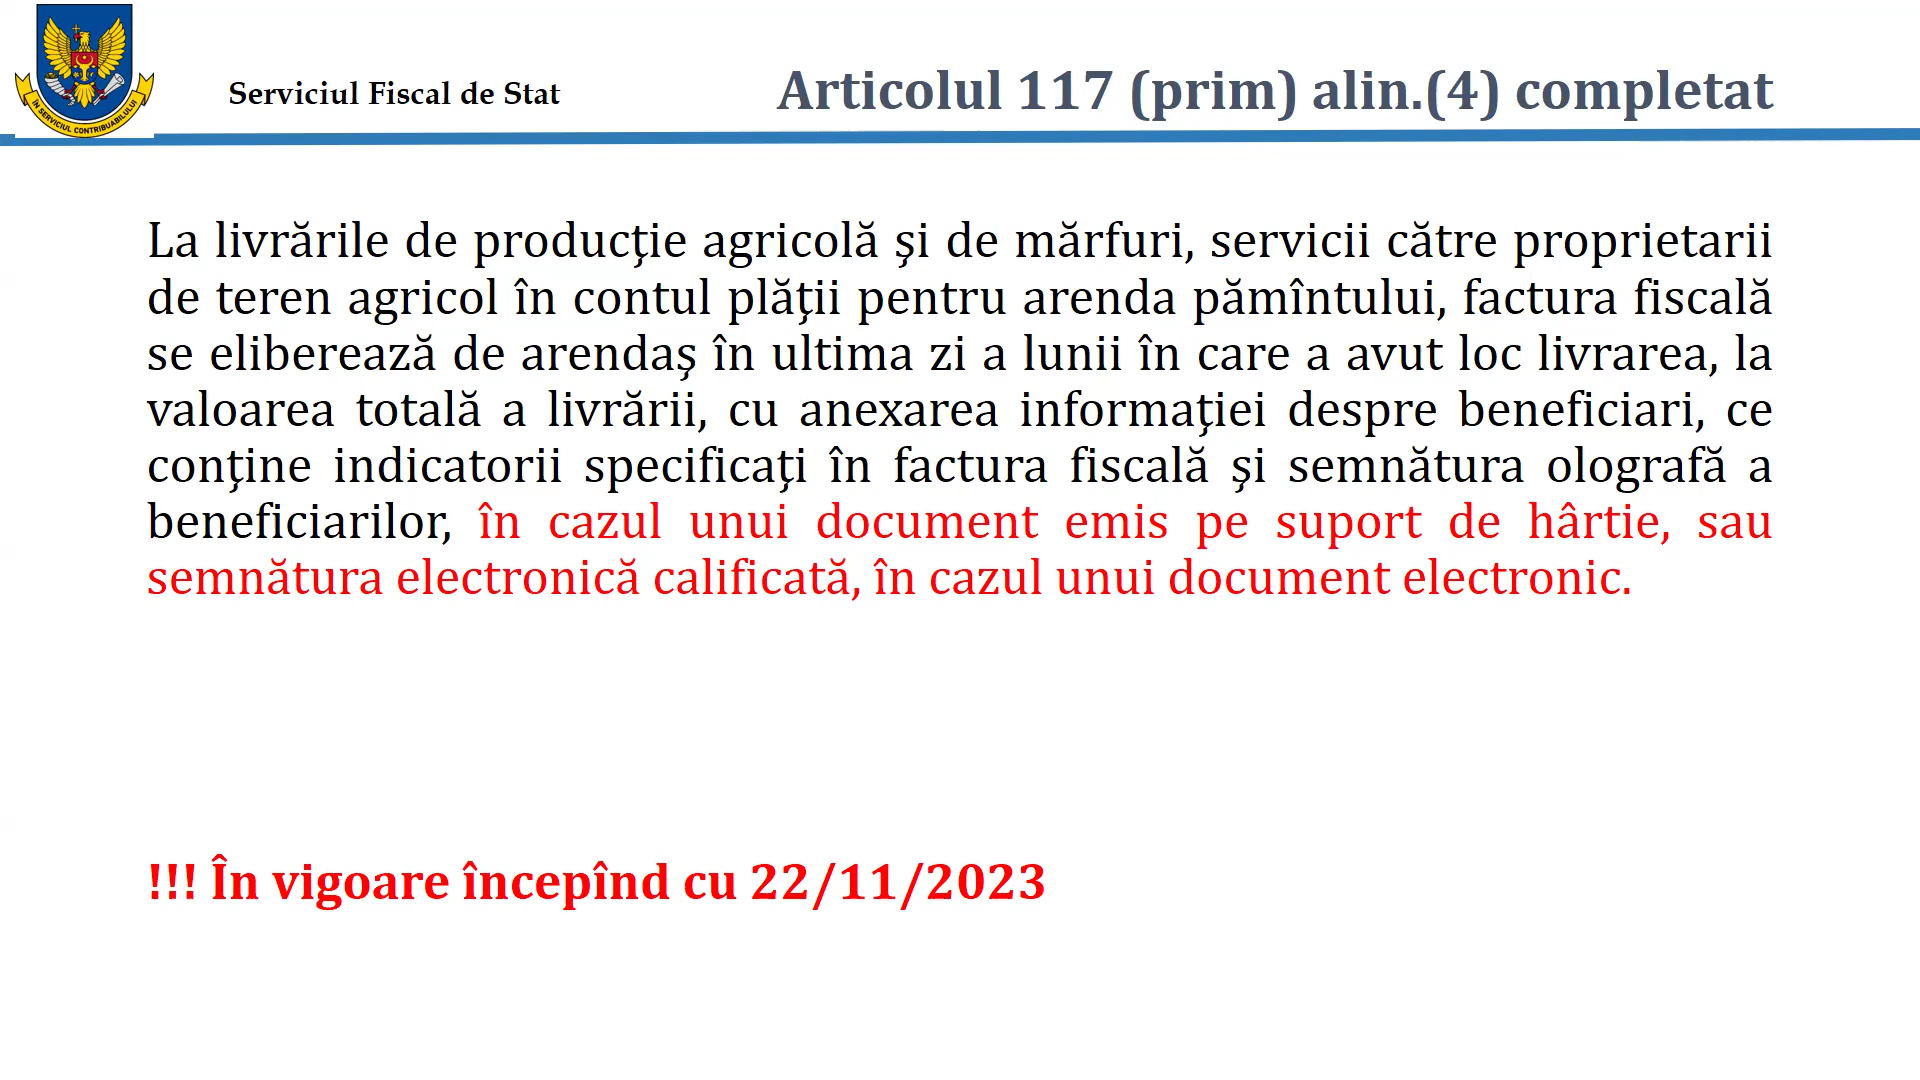 ÎN SERVICIUL CONTRIBUABILULUI
Serviciul Fiscal de Stat
Articolul 117 (prim) alin.(4) completat
La livrările de producţie agricolă şi de mărfuri, servicii către proprietarii
de teren agricol în contul plăţii pentru arenda pămîntului, factura fiscală
se eliberează de arendaş în ultima zi a lunii în care a avut loc livrarea, la
valoarea totală a livrării, cu anexarea informaţiei despre beneficiari, ce
conţine indicatorii specificaţi în factura fiscală şi semnătura olografă a
beneficiarilor, în cazul unui document emis pe suport de hârtie, sau
semnătura electronică calificată, în cazul unui document electronic.
!!! În vigoare începînd cu 22/11/2023